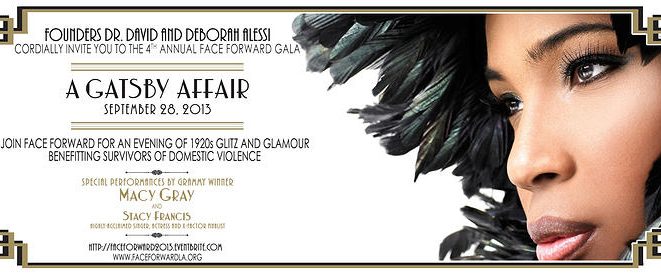 FOUNDERS DR. DAVID AND DEBORAH ALESSI
CORDIALLY INVITE YOU TO THE 4TH ANNUAL FACE FORWARD GALA
A GATSBY AFFAIR
SEPTEMBER 28, 2013
JOIN FACE FORWARD FOR AN EVENING OF 1920s GLITZ AND GLAMOUR
BENEFITTING SURVIVORS OF DOMESTIC VIOLENCE
SPECIAL PERFORMANCES BY GRAMMY WINNER
MACY GRAY
AND
STACY FRANCIS
HIGHLY-ACCLAIMED SINGER, ACTRESS AND X-FACTOR FINALIST
HTTP://FACEFORWARD2013.EVENTBRITE.COM
WWW.FACEFORWARDLA.ORG